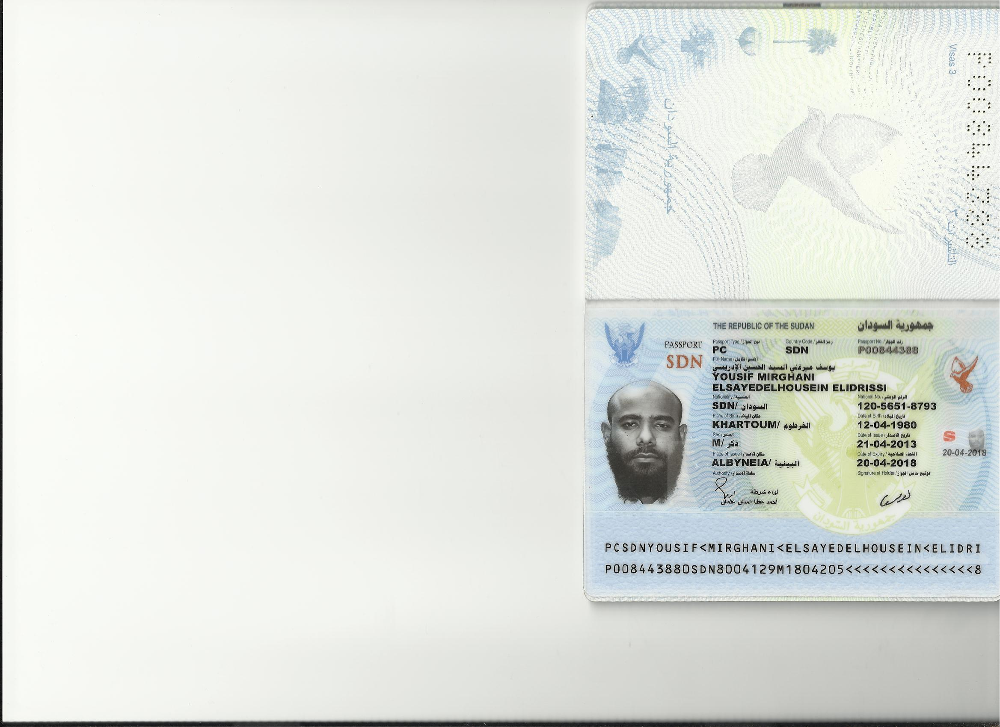 Visas 3
التأشيرات ٣
جمهورية السودان
THE REPUBLIC OF THE SUDAN جمهورية السودان
PASSPORT
SDN
Passport Type / نوع الجواز Country Code / رمز القطر Passport No. / رقم الجواز
PC SDN P00844388
Full Name / الاسم الكامل
يوسف ميرغني السيد الحسين الإدريسي
YOUSIF MIRGHANI
ELSAYEDELHOUSEIN ELIDRISSI
Nationality / الجنسية National No. / الرقم الوطني
SDN/ السودان 120-5651-8793
Place of Birth / مكان الميلاد Date of Birth / تاريخ الميلاد
KHARTOUM/ الخرطوم 12-04-1980
Sex / الجنس Date of Issue / تاريخ الاصدار
M/ ذكر 21-04-2013
Place of Issue / مكان الاصدار Date of Expiry / انتهاء الصلاحية
ALBYNEIA/ البينية 20-04-2018
S
20-04-2018
Authority / سلطة الاصدار Signature of Holder / توقيع حامل الجواز
لواء شرطة
أحمد عطا المنان عثمان
جمهورية السودان
PCSDNYOUSIF<MIRGHANI<ELSAYEDELHOUSEIN<ELIDRI
P008443880SDN8004129M1804205<<<<<<<<<<<<<<<8